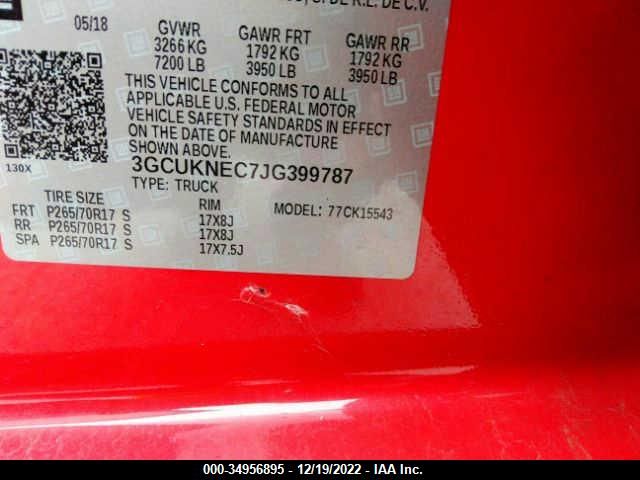 , S. DE R.L. DE C.V.
05/18 GVWR GAWR FRT GAWR RR
3266 KG 1792 KG 1792 KG
7200 LB 3950 LB 3950 LB
THIS VEHICLE CONFORMS TO ALL
APPLICABLE U.S. FEDERAL MOTOR
VEHICLE SAFETY STANDARDS IN EFFECT
ON THE DATE OF MANUFACTURE
SHOWN ABOVE.
130X 3GCUKNEC7JG399787
TYPE: TRUCK
TIRE SIZE RIM MODEL: 77CK15543
FRT P265/70R17 S 17X8J
RR P265/70R17 S 17X8J
SPA P265/70R17 S 17X7.5J
000-34956895 - 12/19/2022 - IAA Inc.